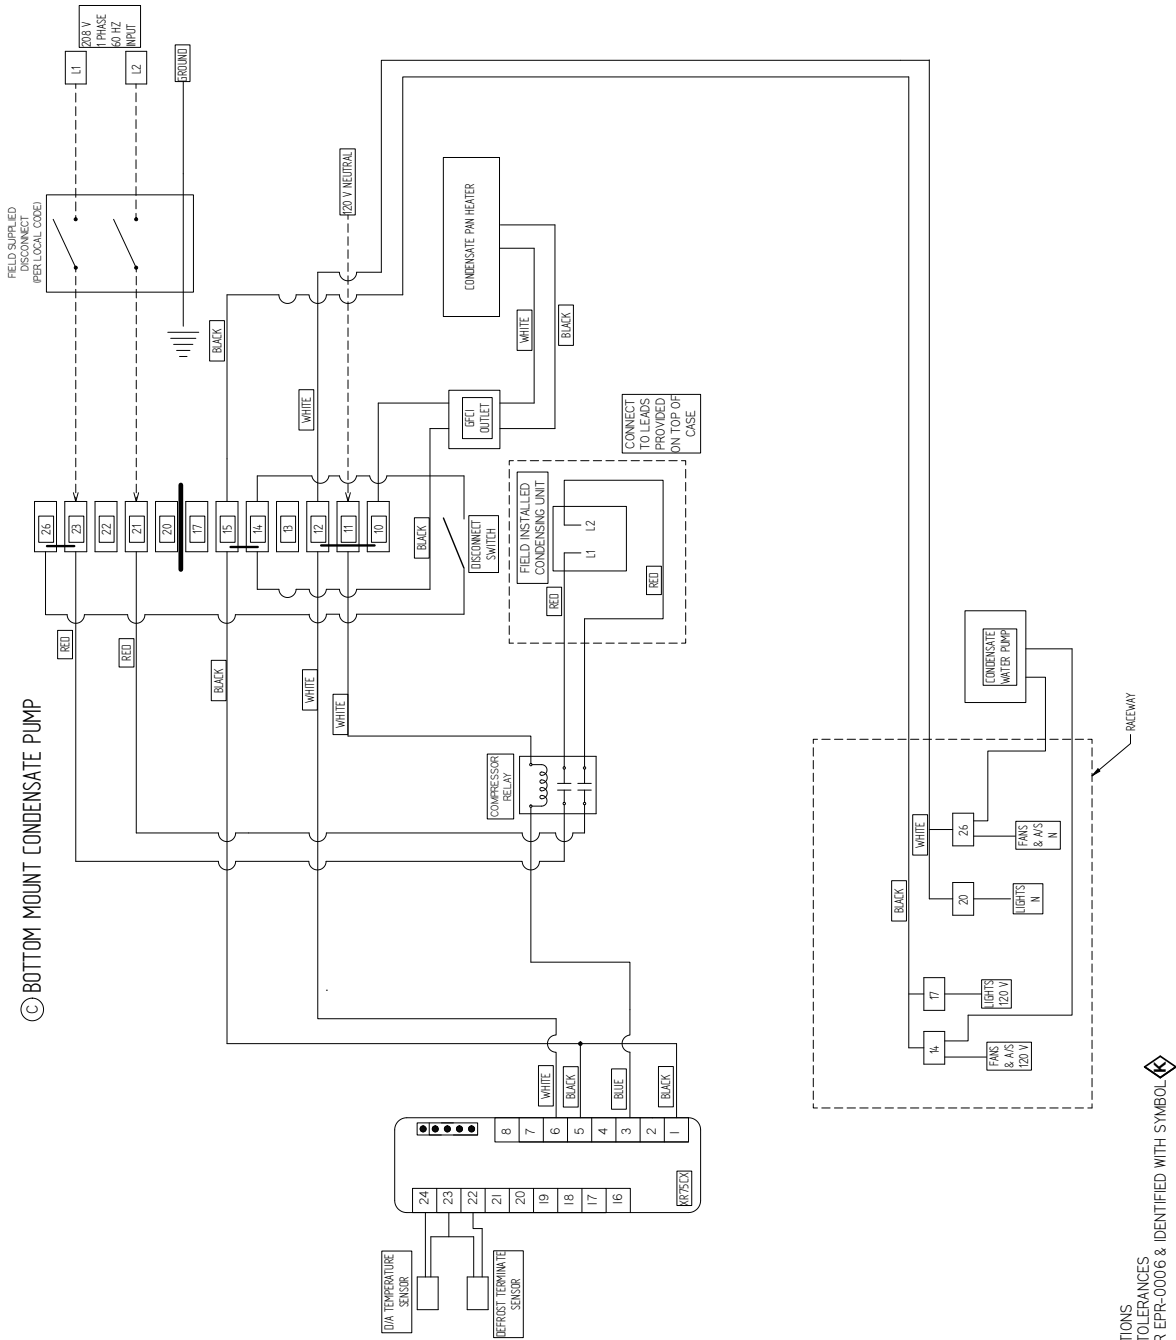 C BOTTOM MOUNT CONDENSATE PUMP
FIELD SUPPLIED
DISCONNECT
(PER LOCAL CODE)
208 V
1 PHASE
60 HZ
INPUT
L1
L2
GROUND
26
23
22
21
20
17
15
14
13
12
11
10
RED
RED
BLACK
BLACK
WHITE
WHITE
WHITE
120 V NEUTRAL
BLACK
DISCONNECT
SWITCH
GFCI
OUTLET
CONDENSATE PAN HEATER
WHITE
BLACK
CONNECT
TO LEADS
PROVIDED
ON TOP OF
CASE
FIELD INSTALLED
CONDENSING UNIT
L1
L2
RED
RED
COMPRESSOR
RELAY
D/A TEMPERATURE
SENSOR
DEFROST TERMINATE
SENSOR
24
23
22
21
20
19
18
17
16
XR75CX
8
7
6
5
4
3
2
1
WHITE
BLACK
BLUE
BLACK
CONDENSATE
WATER PUMP
RACEWAY
WHITE
BLACK
26
FANS
& A/S
N
20
LIGHTS
N
17
LIGHTS
120 V
14
FANS
& A/S
120 V
TIONS
TOLERANCES
R EPR-0006 & IDENTIFIED WITH SYMBOL K